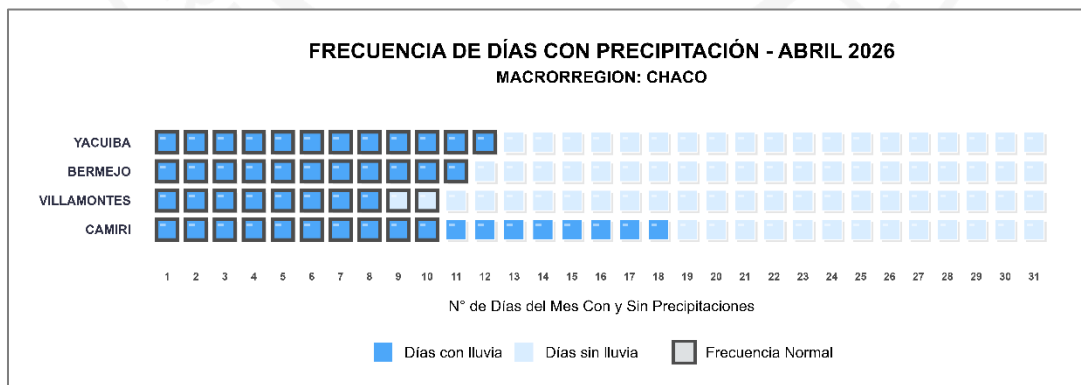 FRECUENCIA DE DÍAS CON PRECIPITACIÓN - ABRIL 2026
MACRORREGION: CHACO
YACUIBA
BERMEJO
VILLAMONTES
CAMIRI
1 2 3 4 5 6 7 8 9 10 11 12 13 14 15 16 17 18 19 20 21 22 23 24 25 26 27 28 29 30 31
N° de Días del Mes Con y Sin Precipitaciones
Días con lluvia Días sin lluvia Frecuencia Normal